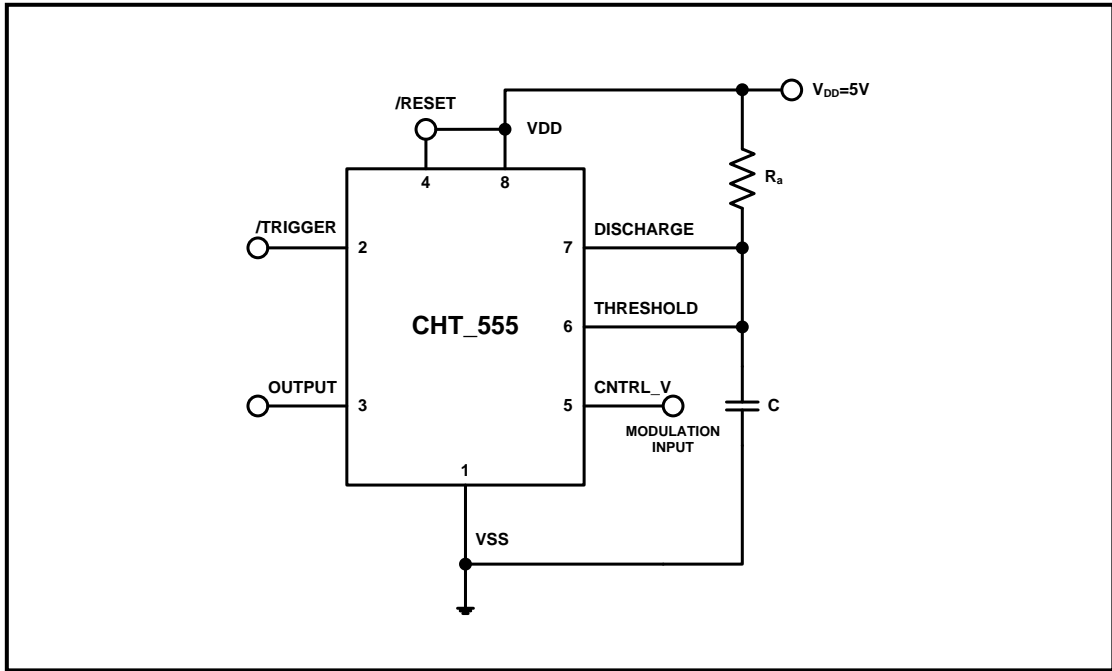 V_DD=5V
/RESET
VDD
4 8
R_a
/TRIGGER
DISCHARGE
2 7
THRESHOLD
CHT_555
6
OUTPUT
CNTRL_V
3 5
C
MODULATION
INPUT
1
VSS